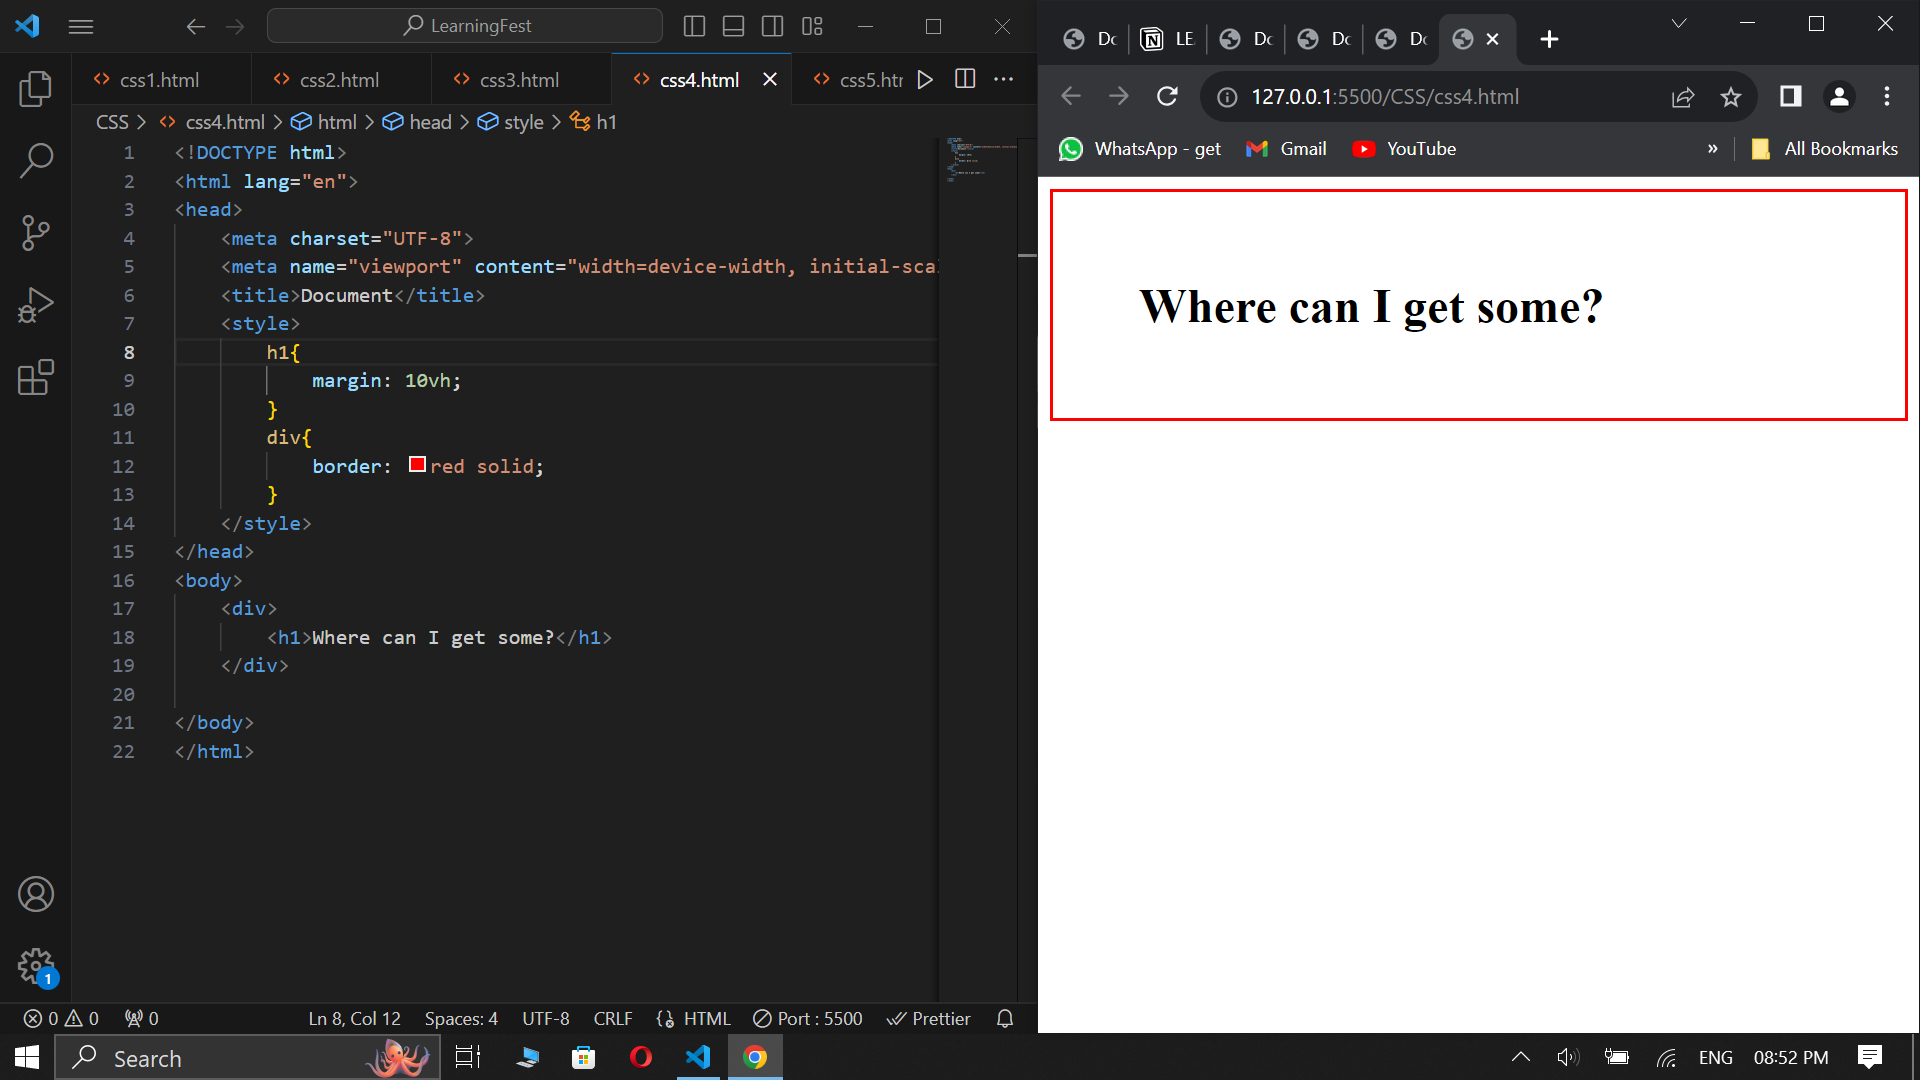 LearningFest
css1.html
css2.html
css3.html
css4.html
css5.htr
CSS > css4.html > html > head > style > h1
1 <!DOCTYPE html>
2 <html lang="en">
3 <head>
4 <meta charset="UTF-8">
5 <meta name="viewport" content="width=device-width, initial-sca
6 <title>Document</title>
7 <style>
8 h1{
9 margin: 10vh;
10 }
11 div{
12 border: red solid;
13 }
14 </style>
15 </head>
16 <body>
17 <div>
18 <h1>Where can I get some?</h1>
19 </div>
20
21 </body>
22 </html>
1
0 0 0
Ln 8, Col 12 Spaces: 4 UTF-8 CRLF HTML Port : 5500 Prettier
Dc LE Dc Dc Dc
127.0.0.1:5500/CSS/css4.html
WhatsApp - get Gmail YouTube » All Bookmarks
Where can I get some?
Search
ENG 08:52 PM